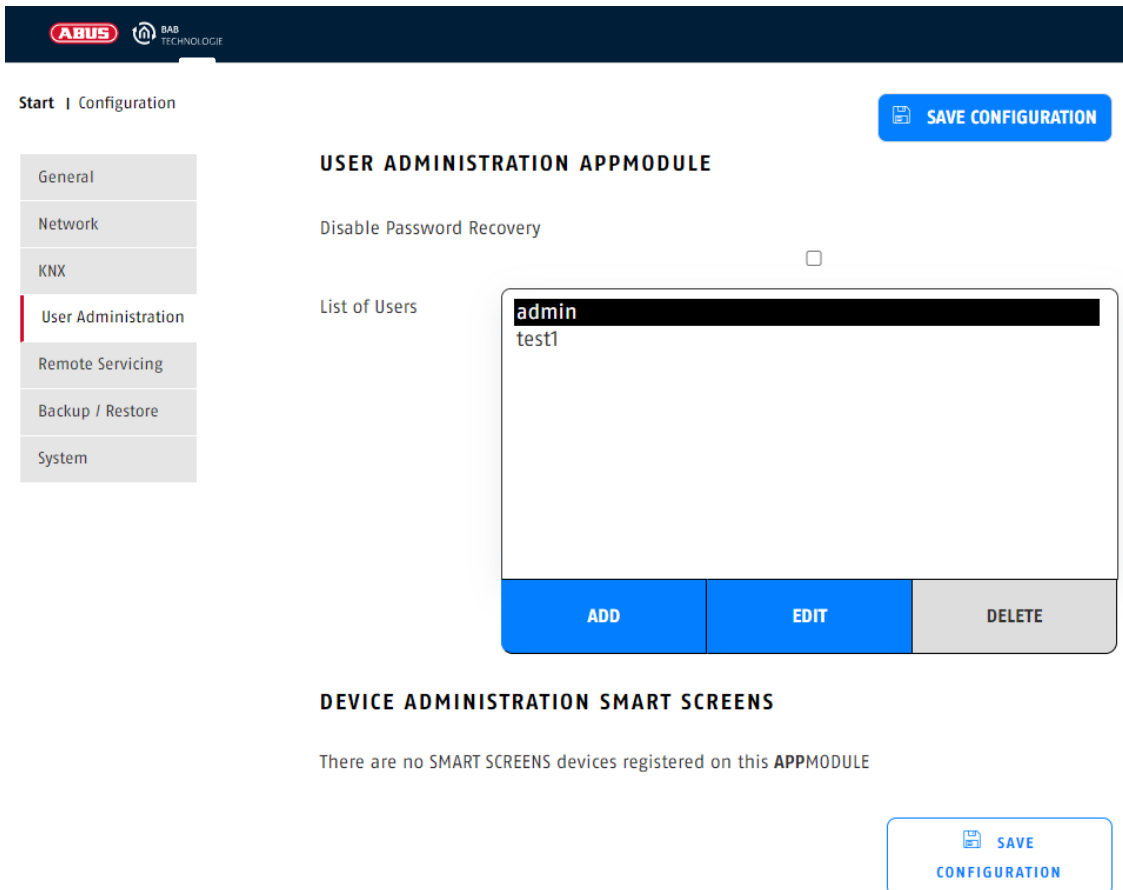 ABUS
BAB
TECHNOLOGIE
Start | Configuration
SAVE CONFIGURATION
General
Network
KNX
User Administration
Remote Servicing
Backup / Restore
System
USER ADMINISTRATION APPMODULE
Disable Password Recovery
List of Users
admin
test1
ADD
EDIT
DELETE
DEVICE ADMINISTRATION SMART SCREENS
There are no SMART SCREENS devices registered on this APPMODULE
SAVE
CONFIGURATION